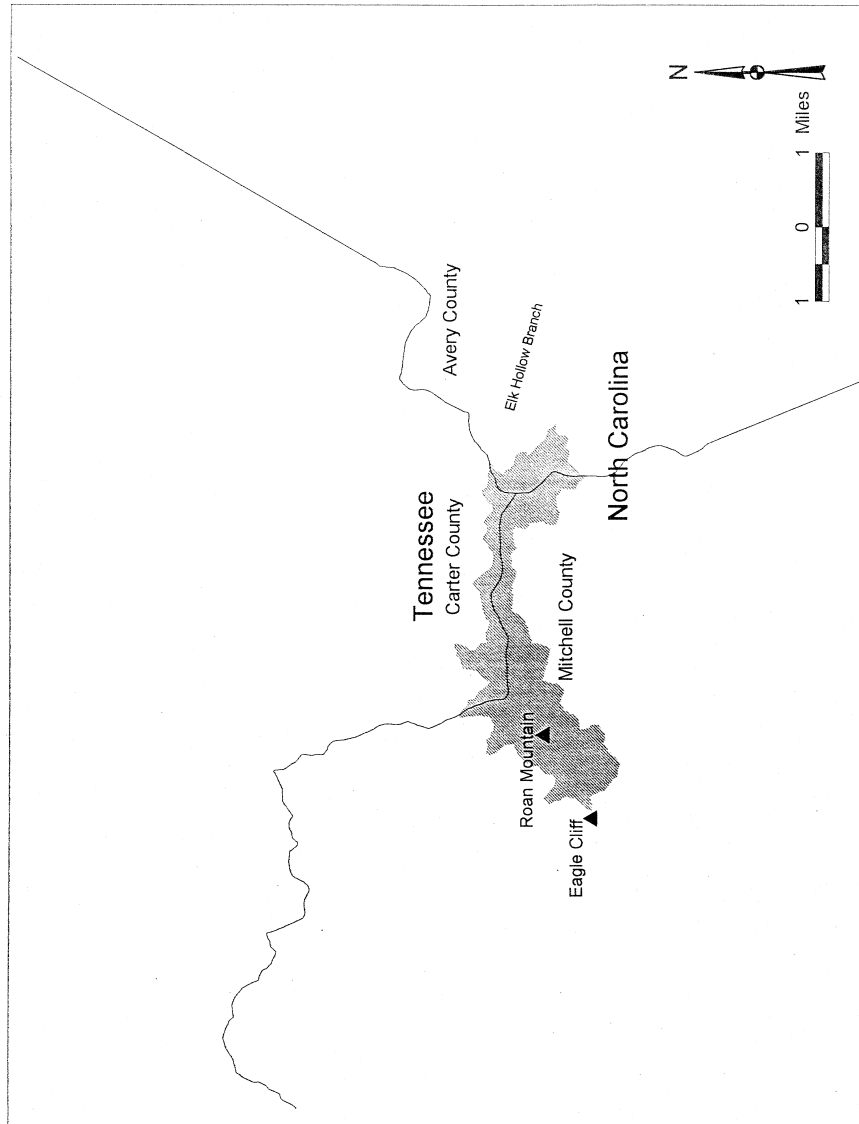 N
1 0 1 Miles
Avery County
Elk Hollow Branch
Tennessee
Carter County
North Carolina
Mitchell County
Roan Mountain
Eagle Cliff